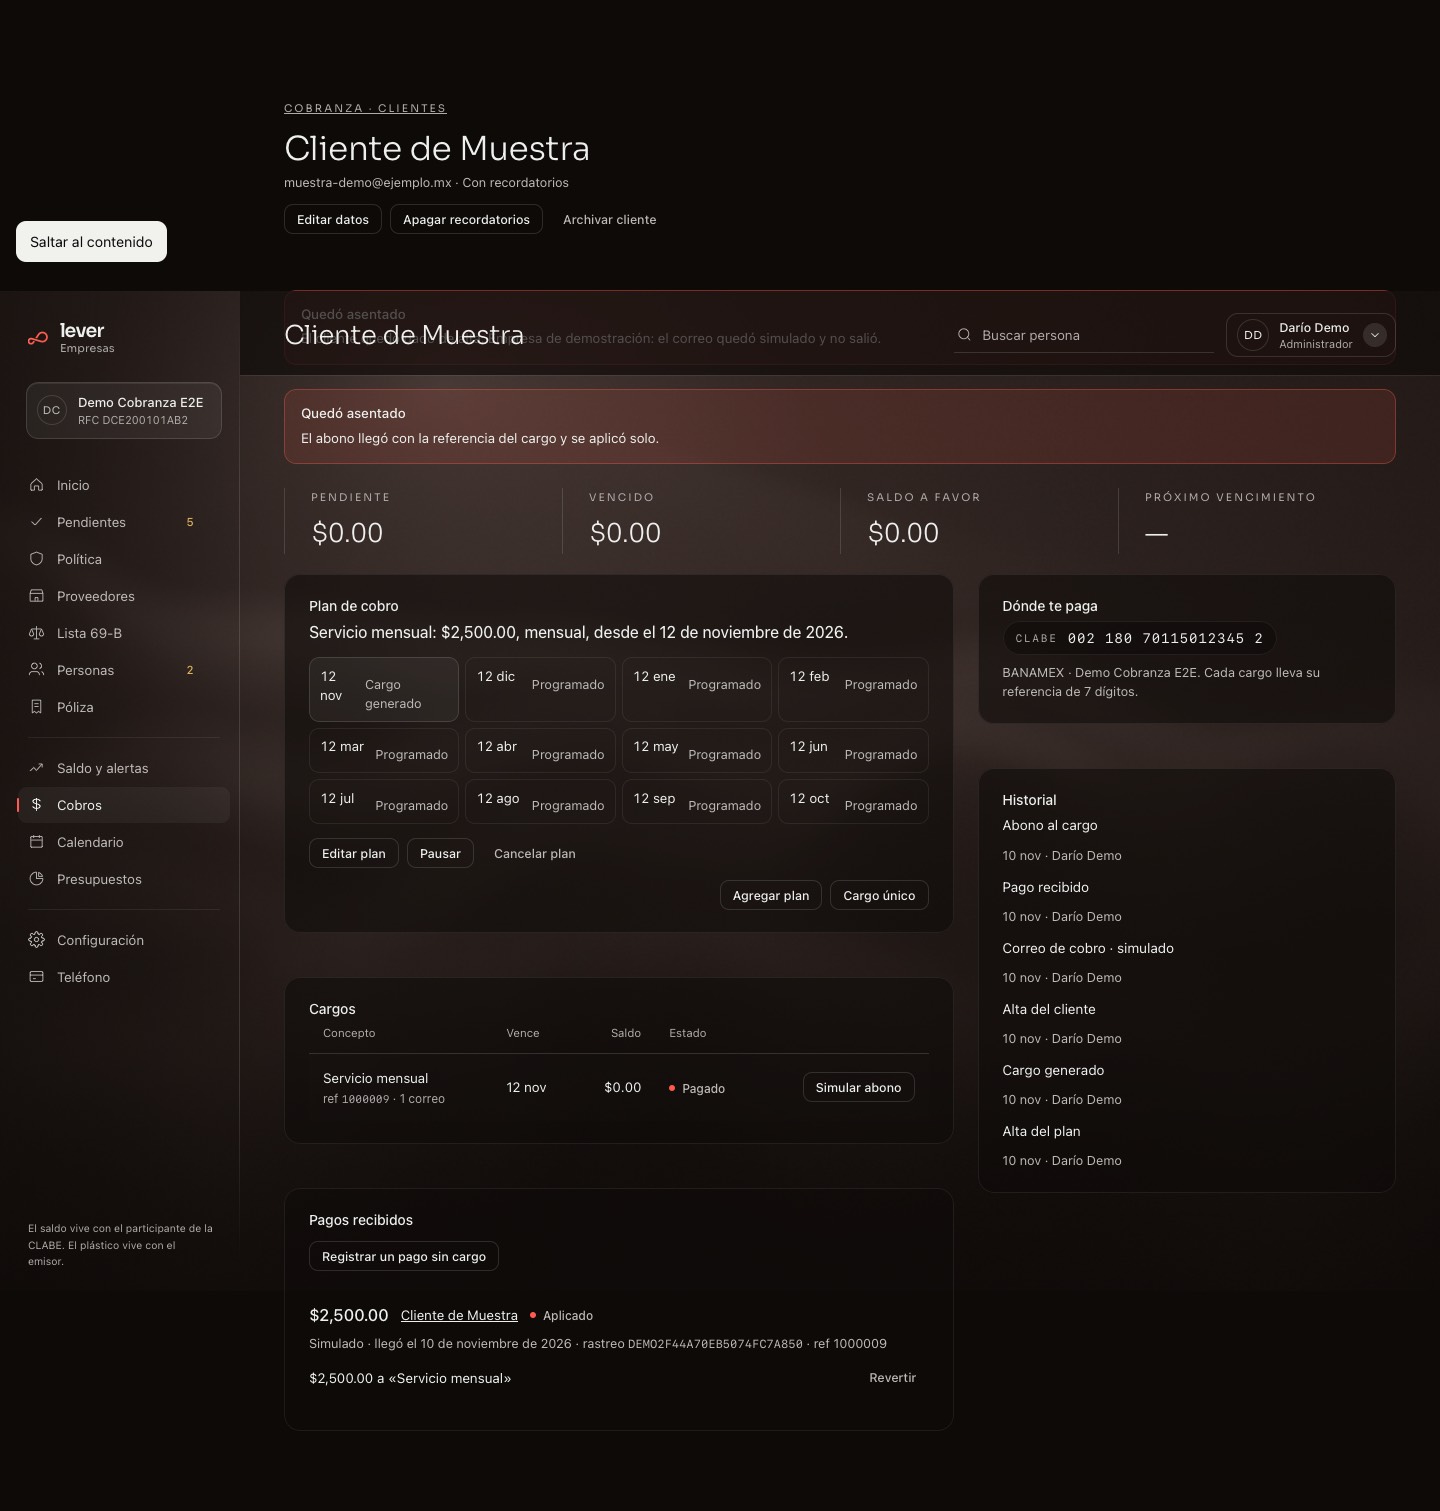 COBRANZA · CLIENTES
Cliente de Muestra
muestra-demo@ejemplo.mx · Con recordatorios
Editar datos
Apagar recordatorios
Archivar cliente
Saltar al contenido
lever
Empresas
Demo Cobranza E2E
DC
RFC DCE200101AB2
Inicio
Pendientes 5
Política
Proveedores
Lista 69-B
Personas 2
Póliza
Saldo y alertas
Cobros
Calendario
Presupuestos
Configuración
Teléfono
El saldo vive con el participante de la
CLABE. El plástico vive con el
emisor.
Quedó asentado
Cliente de Muestra
empresa de demostración: el correo quedó simulado y no salió.
Buscar persona
DD
Darío Demo
Administrador
Quedó asentado
El abono llegó con la referencia del cargo y se aplicó solo.
PENDIENTE
$0.00
VENCIDO
$0.00
SALDO A FAVOR
$0.00
PRÓXIMO VENCIMIENTO
—
Plan de cobro
Servicio mensual: $2,500.00, mensual, desde el 12 de noviembre de 2026.
12 nov Cargo generado
12 dic Programado
12 ene Programado
12 feb Programado
12 mar Programado
12 abr Programado
12 may Programado
12 jun Programado
12 jul Programado
12 ago Programado
12 sep Programado
12 oct Programado
Editar plan
Pausar
Cancelar plan
Agregar plan
Cargo único
Cargos
Concepto Vence Saldo Estado
Servicio mensual 12 nov $0.00 Pagado Simular abono
ref 1000009 · 1 correo
Pagos recibidos
Registrar un pago sin cargo
$2,500.00 Cliente de Muestra Aplicado
Simulado · llegó el 10 de noviembre de 2026 · rastreo DEMO2F44A70EB5074FC7A850 · ref 1000009
$2,500.00 a «Servicio mensual» Revertir
Dónde te paga
CLABE 002 180 70115012345 2
BANAMEX · Demo Cobranza E2E. Cada cargo lleva su
referencia de 7 dígitos.
Historial
Abono al cargo
10 nov · Darío Demo
Pago recibido
10 nov · Darío Demo
Correo de cobro · simulado
10 nov · Darío Demo
Alta del cliente
10 nov · Darío Demo
Cargo generado
10 nov · Darío Demo
Alta del plan
10 nov · Darío Demo